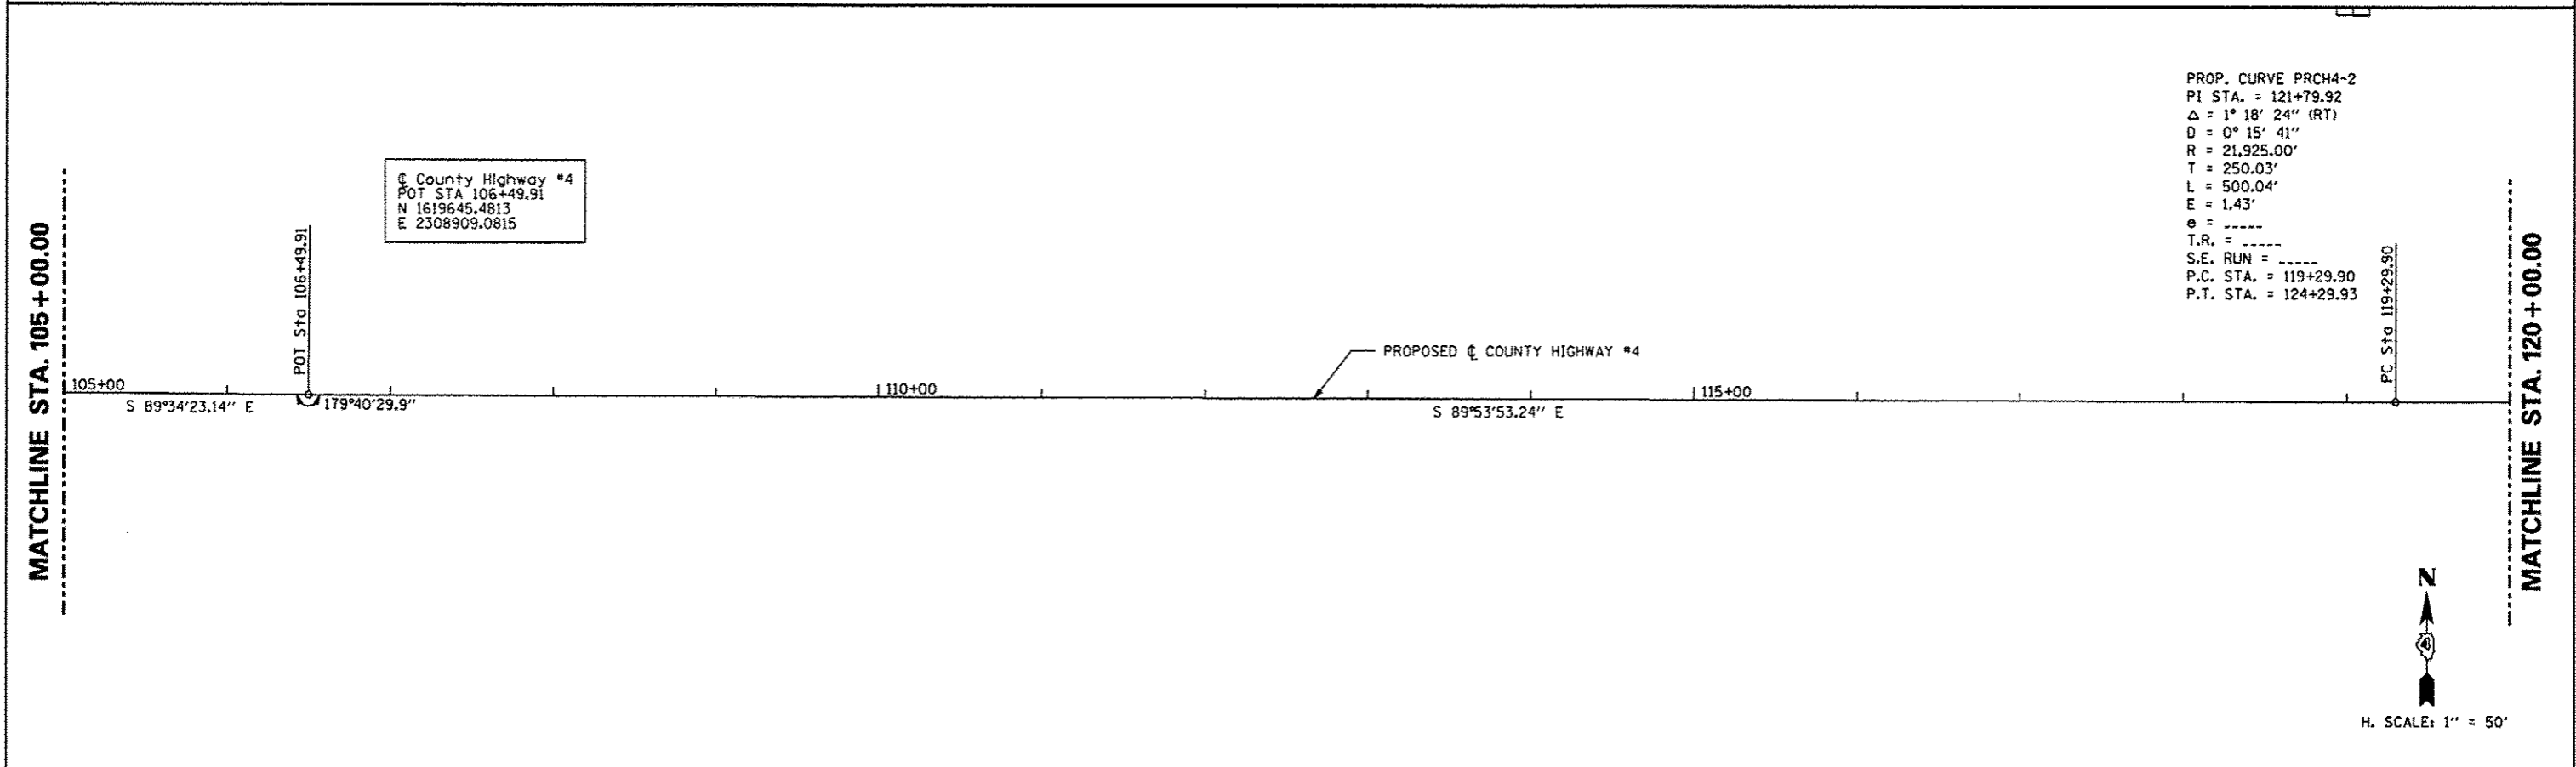 MATCHLINE STA. 105+00.00
℄ County Highway #4
POT STA 106+49.91
N 1619645.4813
E 2308909.0815
POT Sta 106+49.91
105+00
S 89°34'23.14" E
179°40'29.9"
110+00
PROPOSED ℄ COUNTY HIGHWAY #4
S 89°53'53.24" E
115+00
PROP. CURVE PRCH4-2
PI STA. = 121+79.92
Δ = 1° 18' 24" (RT)
D = 0° 15' 41"
R = 21,925.00'
T = 250.03'
L = 500.04'
E = 1.43'
e = -----
T.R. = -----
S.E. RUN = -----
P.C. STA. = 119+29.90
P.T. STA. = 124+29.93
PC Sta 119+29.90
MATCHLINE STA. 120+00.00
N
H. SCALE: 1" = 50'